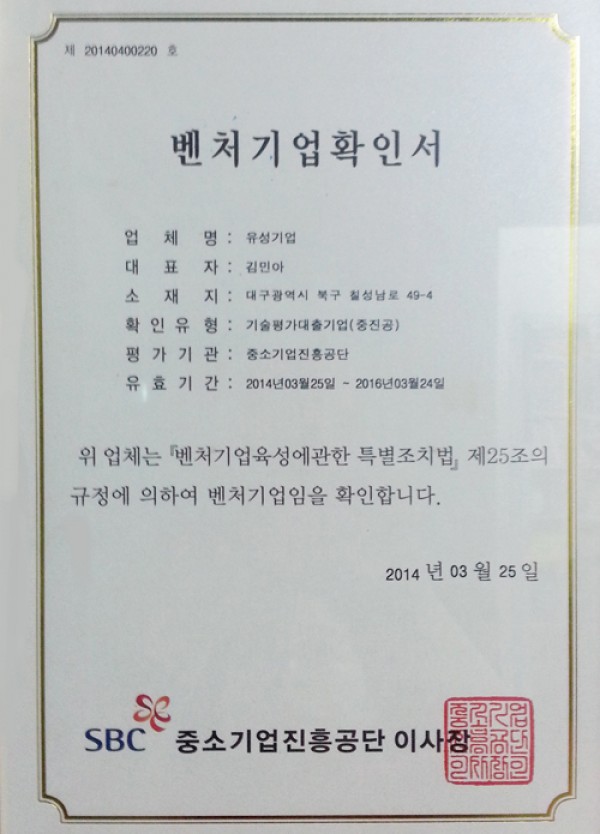 제 20140400220 호
벤처기업확인서
업 체 명 : 유성기업
대 표 자 : 김민아
소 재 지 : 대구광역시 북구 칠성남로 49-4
확 인 유 형 : 기술평가대출기업(중진공)
평 가 기 관 : 중소기업진흥공단
유 효 기 간 : 2014년03월25일 ~ 2016년03월24일
위 업체는 『벤처기업육성에관한 특별조치법』 제25조의
규정에 의하여 벤처기업임을 확인합니다.
2014 년 03 월 25 일
SBC 중소기업진흥공단 이사장